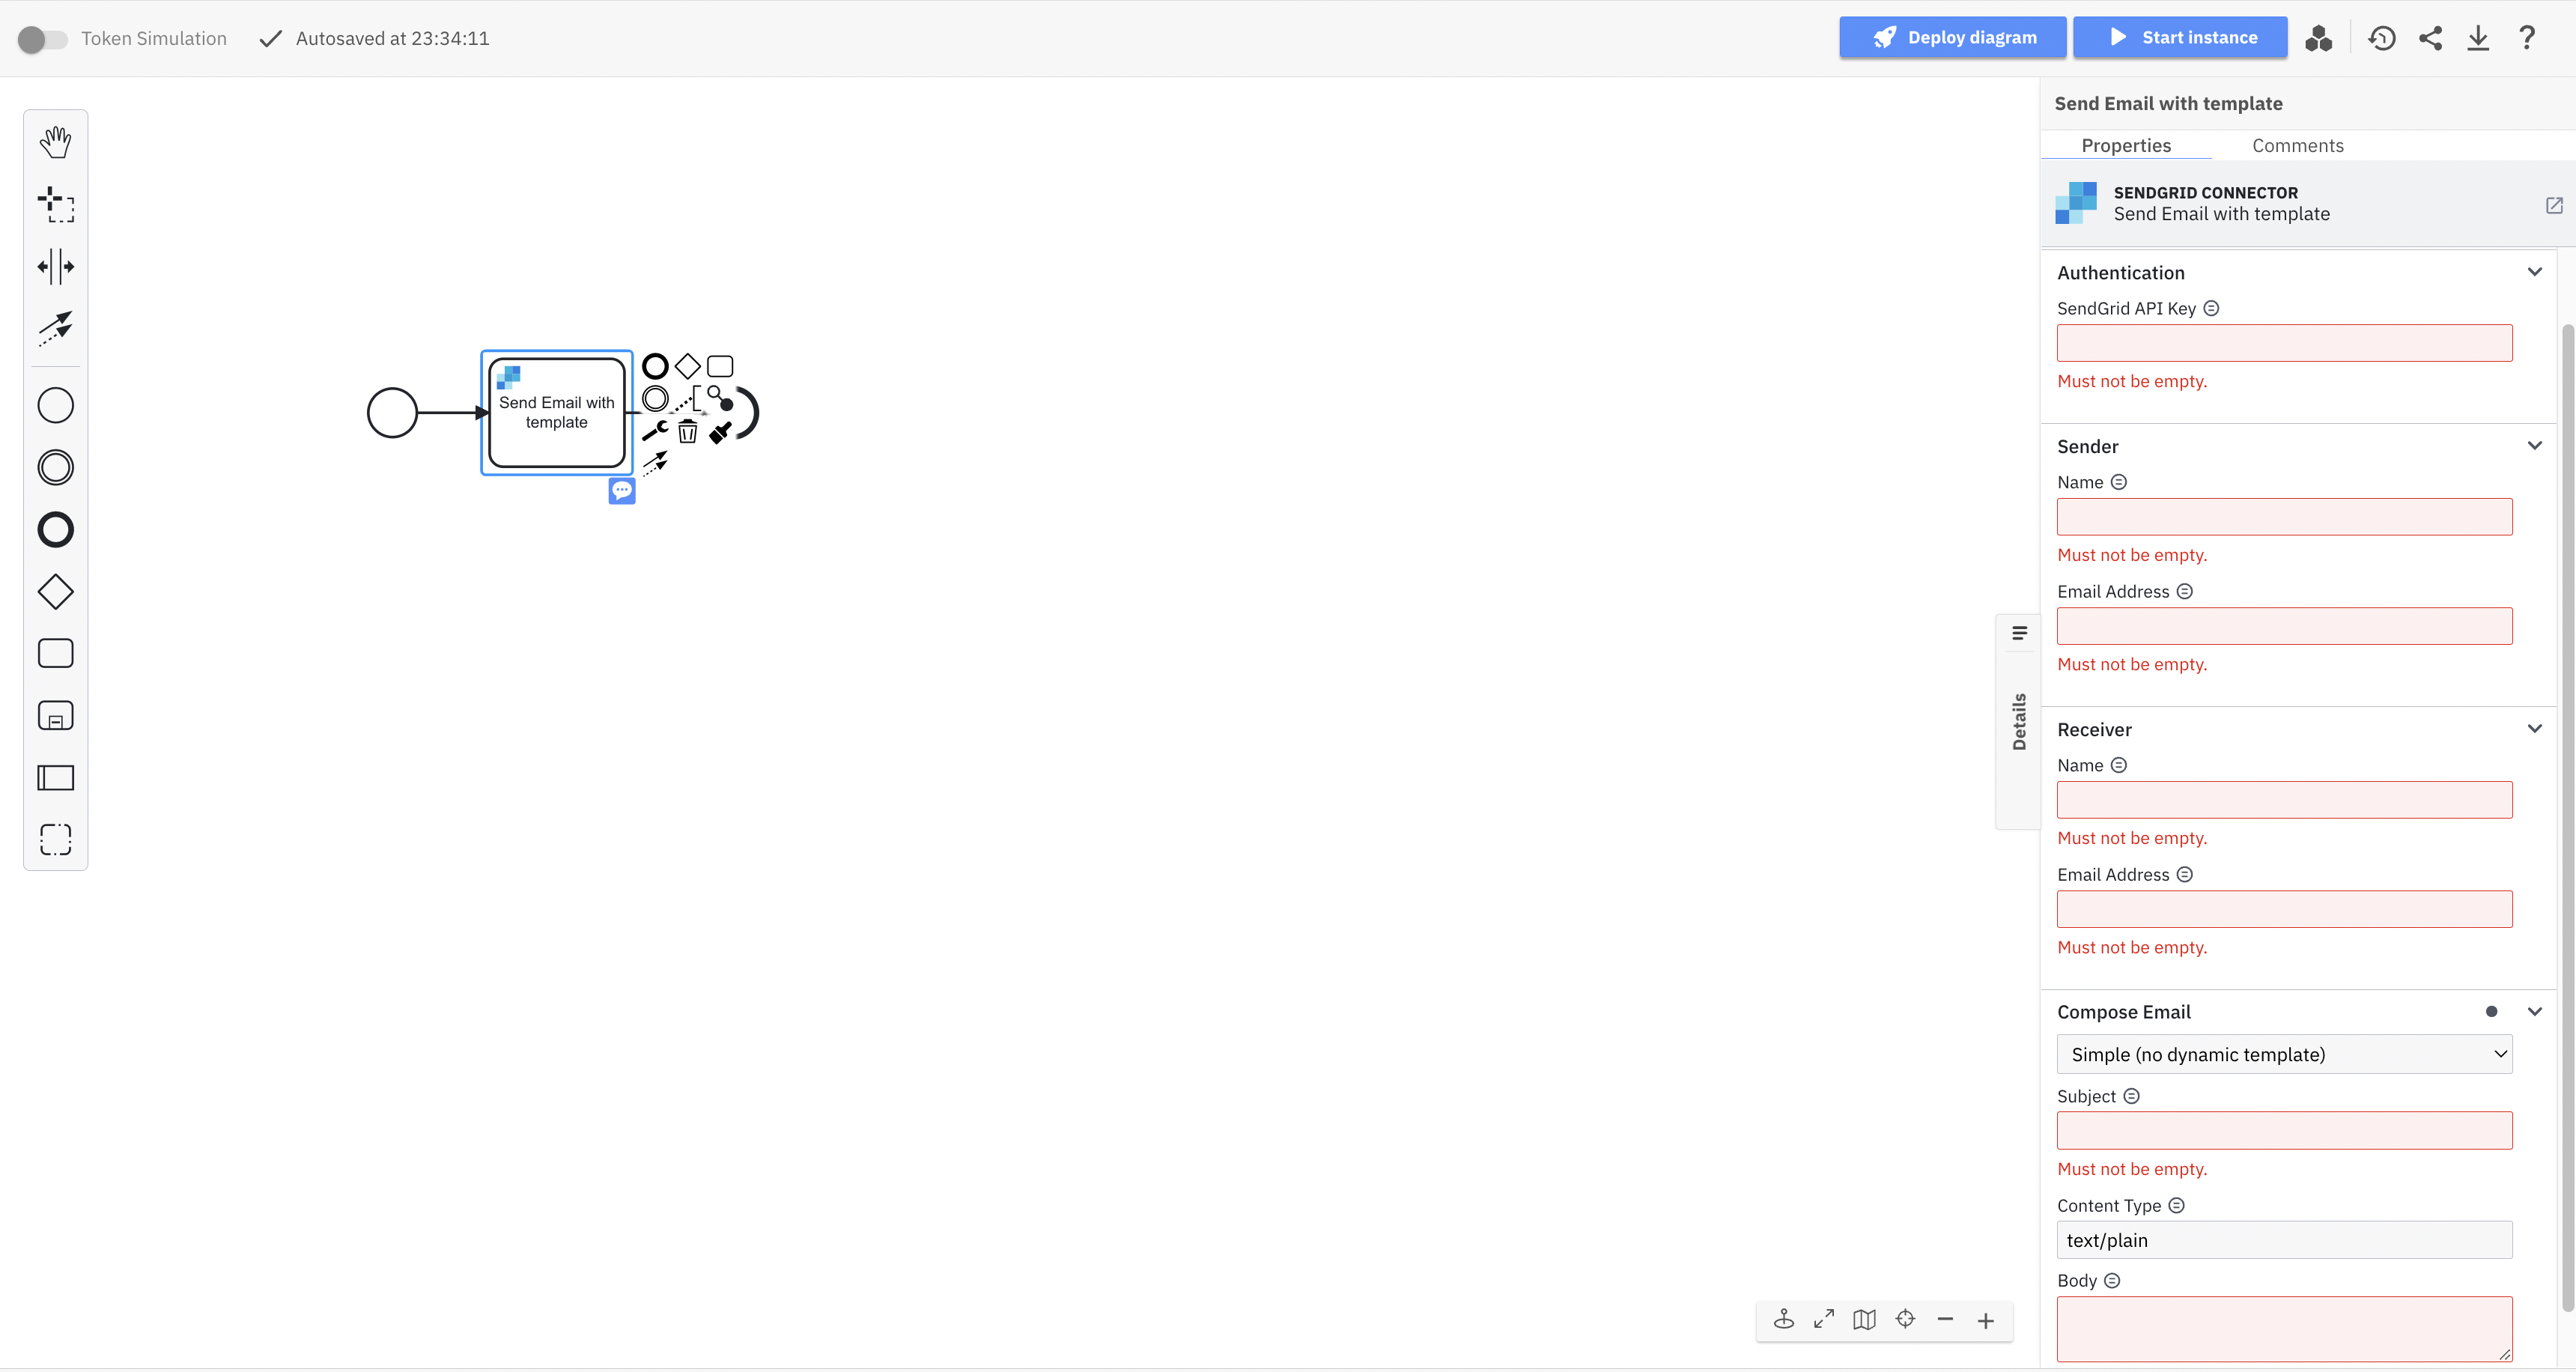 Token Simulation
Autosaved at 23:34:11
Deploy diagram
Start instance
Send Email with template
Properties
Comments
SENDGRID CONNECTOR
Send Email with template
Authentication
SendGrid API Key
Must not be empty.
Sender
Name
Must not be empty.
Email Address
Must not be empty.
Receiver
Name
Must not be empty.
Email Address
Must not be empty.
Compose Email
Simple (no dynamic template)
Subject
Must not be empty.
Content Type
text/plain
Body
Details
Send Email with
template